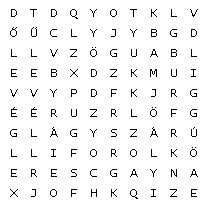 D T D Q Y O T K L V
Ő Ű C L Y J Y B G D
L L V Z Ö G U A B L
E E B X D Z K M U I
V V Y P D F K J R G
É É R U Z R L Ö F G
G L Á G Y S Z Á R Ú
L L I F O R O L K Ö
E R E S C G A Y N A
X J O F H K Q I Z E